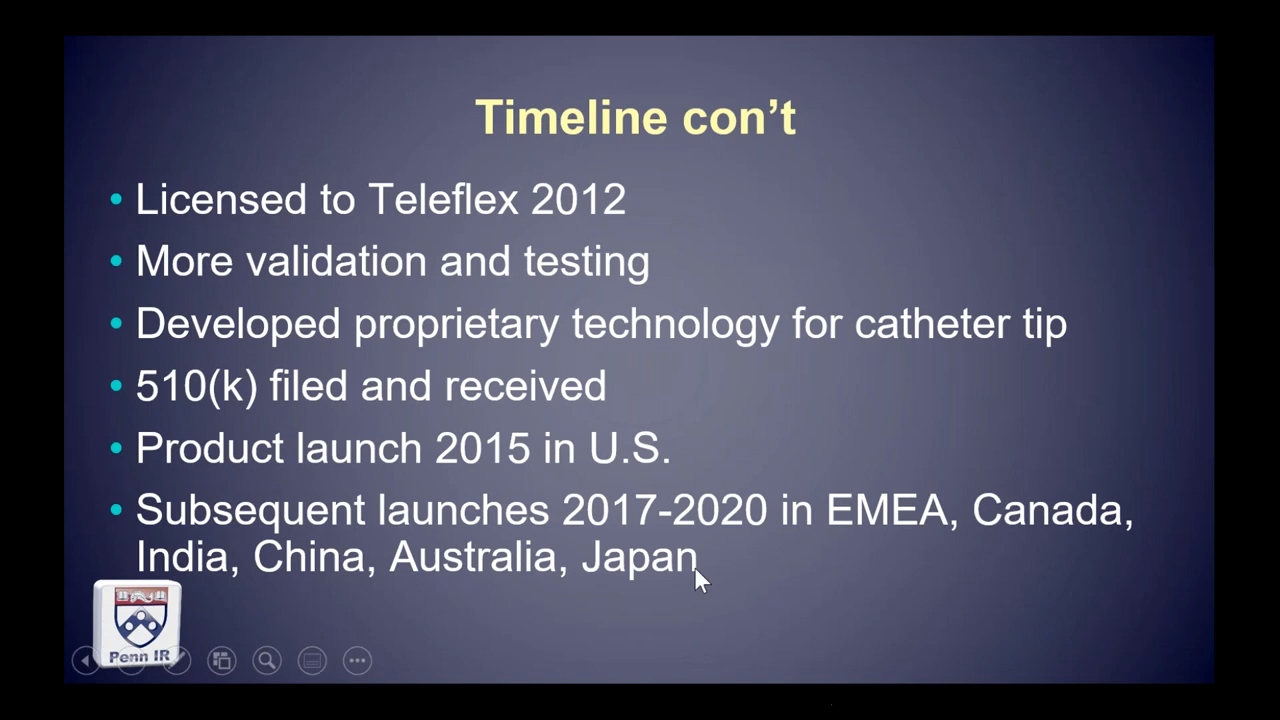 Timeline con’t
• Licensed to Teleflex 2012
• More validation and testing
• Developed proprietary technology for catheter tip
• 510(k) filed and received
• Product launch 2015 in U.S.
• Subsequent launches 2017-2020 in EMEA, Canada,
India, China, Australia, Japan
Penn IR